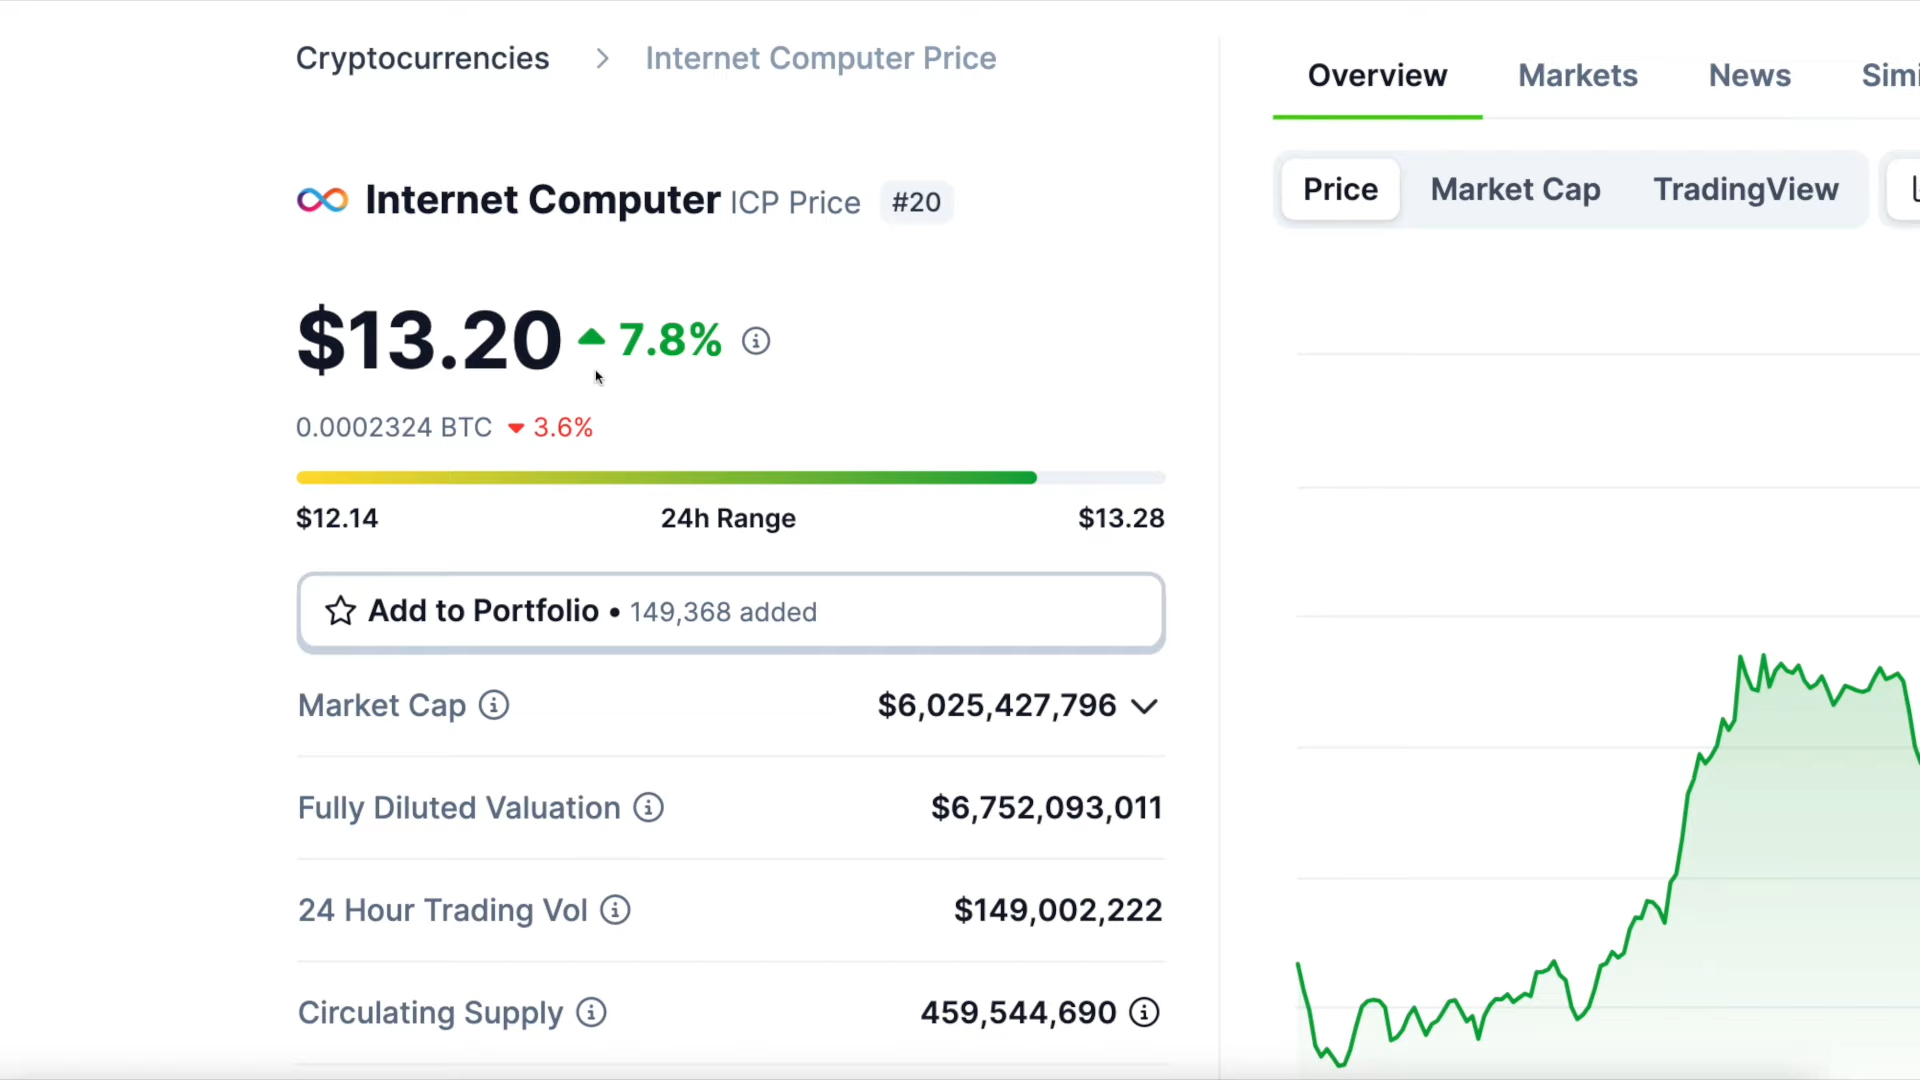 Cryptocurrencies > Internet Computer Price
Internet Computer ICP Price #20
$13.20 ▲ 7.8%
0.0002324 BTC ▼ 3.6%
$12.14 24h Range $13.28
Add to Portfolio • 149,368 added
Market Cap $6,025,427,796
Fully Diluted Valuation $6,752,093,011
24 Hour Trading Vol $149,002,222
Circulating Supply 459,544,690
Overview Markets News Simi
Price Market Cap TradingView